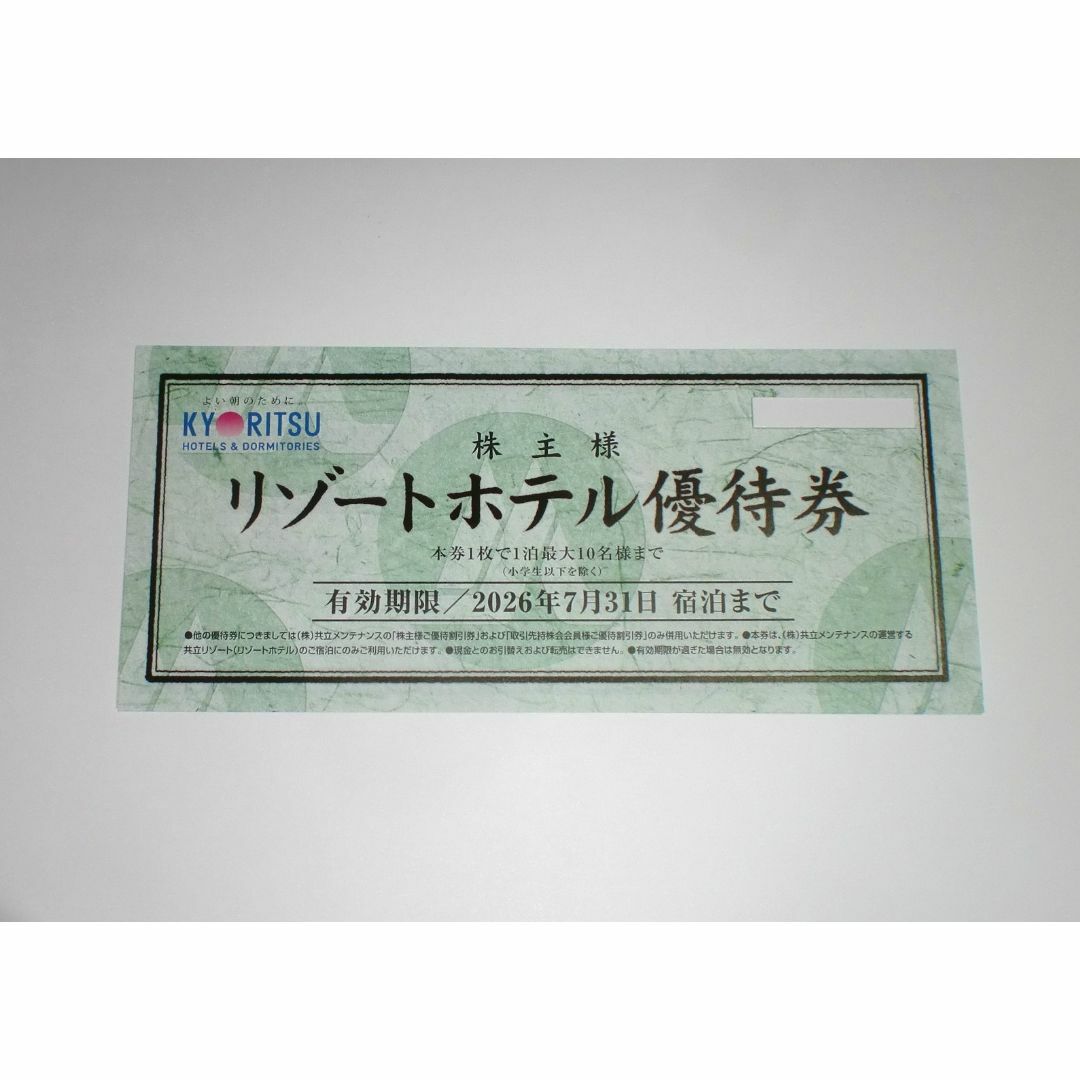 よい朝のために
KYORITSU
HOTELS & DORMITORIES
株主様
リゾートホテル優待券
本券1枚で1泊最大10名様まで
(小学生以下を除く)
有効期限／2026年7月31日 宿泊まで
●他の優待券につきましては(株)共立メンテナンスの「株主様ご優待割引券」および「取引先持株会会員様ご優待割引券」のみ併用いただけます。●本券は、(株)共立メンテナンスの運営する
共立リゾート(リゾートホテル)のご宿泊にのみご利用いただけます。●現金とのお引替えおよび転売はできません。●有効期限が過ぎた場合は無効となります。